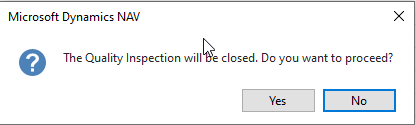 Microsoft Dynamics NAV
The Quality Inspection will be closed. Do you want to proceed?
Yes No